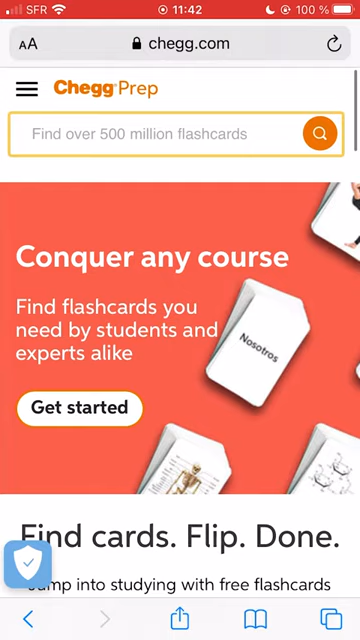 SFR 11:42 100 %
AA chegg.com
Chegg Prep
Find over 500 million flashcards
Conquer any course
Find flashcards you
need by students and
experts alike
Nosotros
Get started
Find cards. Flip. Done.
Jump into studying with free flashcards